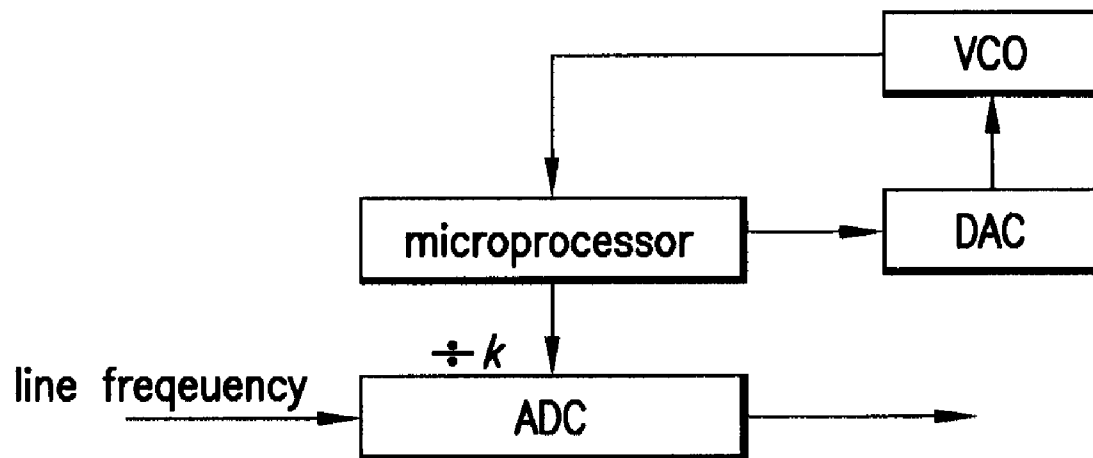 VCO
microprocessor
DAC
÷ k
line freqeuency
ADC